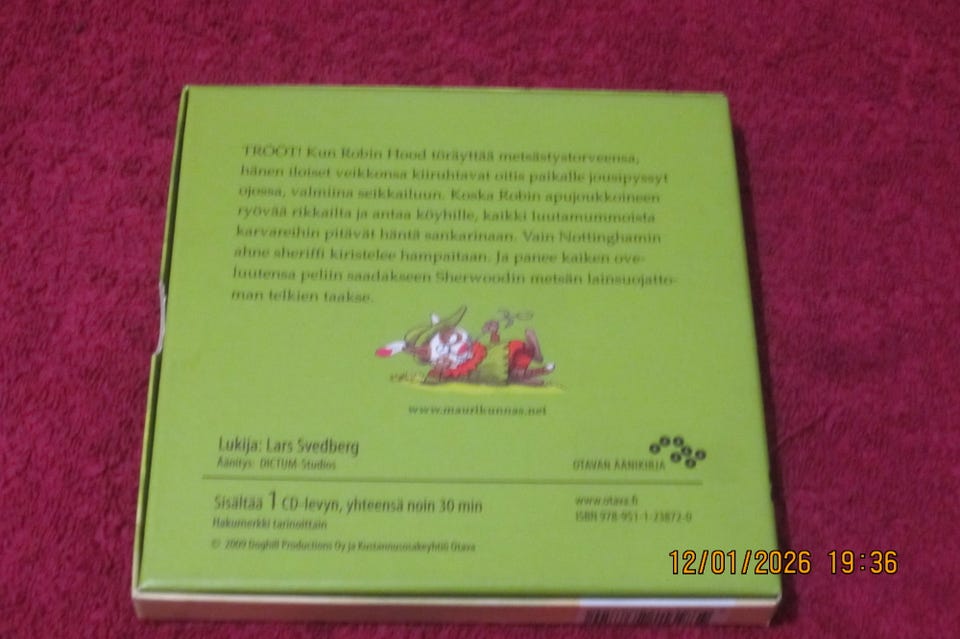 TRÖÖT! Kun Robin Hood töräyttää metsästystorveensa,
hänen iloiset veikkonsa kiiruhtavat oitis paikalle jousipyssyt
ojossa, valmiina seikkailuun. Koska Robin apujoukkoineen
ryövää rikkailta ja antaa köyhille, kaikki luutamummoista
karvareihin pitävät häntä sankarinaan. Vain Nottinghamin
ahne sheriffi kiristelee hampaitaan. Ja panee kaiken ove-
luutensa peliin saadakseen Sherwoodin metsän lainsuojatto-
man telkien taakse.
www.maurikunnas.net
Lukija: Lars Svedberg
Äänitys: DICTUM-Studios
OTAVAN ÄÄNIKIRJA
Sisältää 1 CD-levyn, yhteensä noin 30 min
Hakumerkki tarinoittain
www.otava.fi
ISBN 978-951-1-23872-0
© 2009 Doghill Productions Oy ja Kustannusosakeyhtiö Otava
12/01/2026 19:36